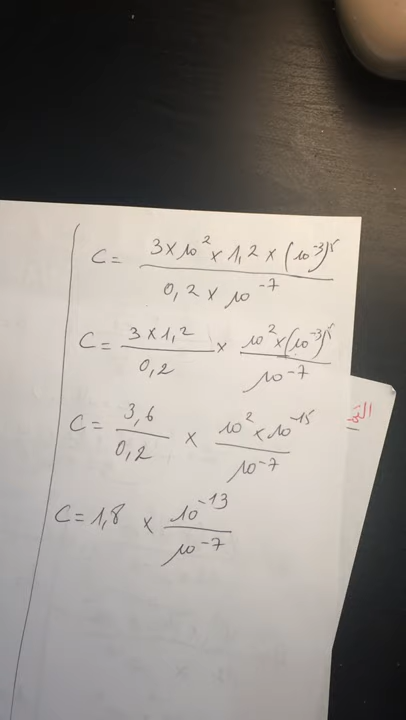 C = (3 × 10² × 1,2 × (10⁻³)⁵) / (0,2 × 10⁻⁷)
C = (3 × 1,2) / 0,2 × (10² × (10⁻³)⁵) / 10⁻⁷
C = 3,6 / 0,2 × (10² × 10⁻¹⁵) / 10⁻⁷
C = 1,8 × 10⁻¹³ / 10⁻⁷